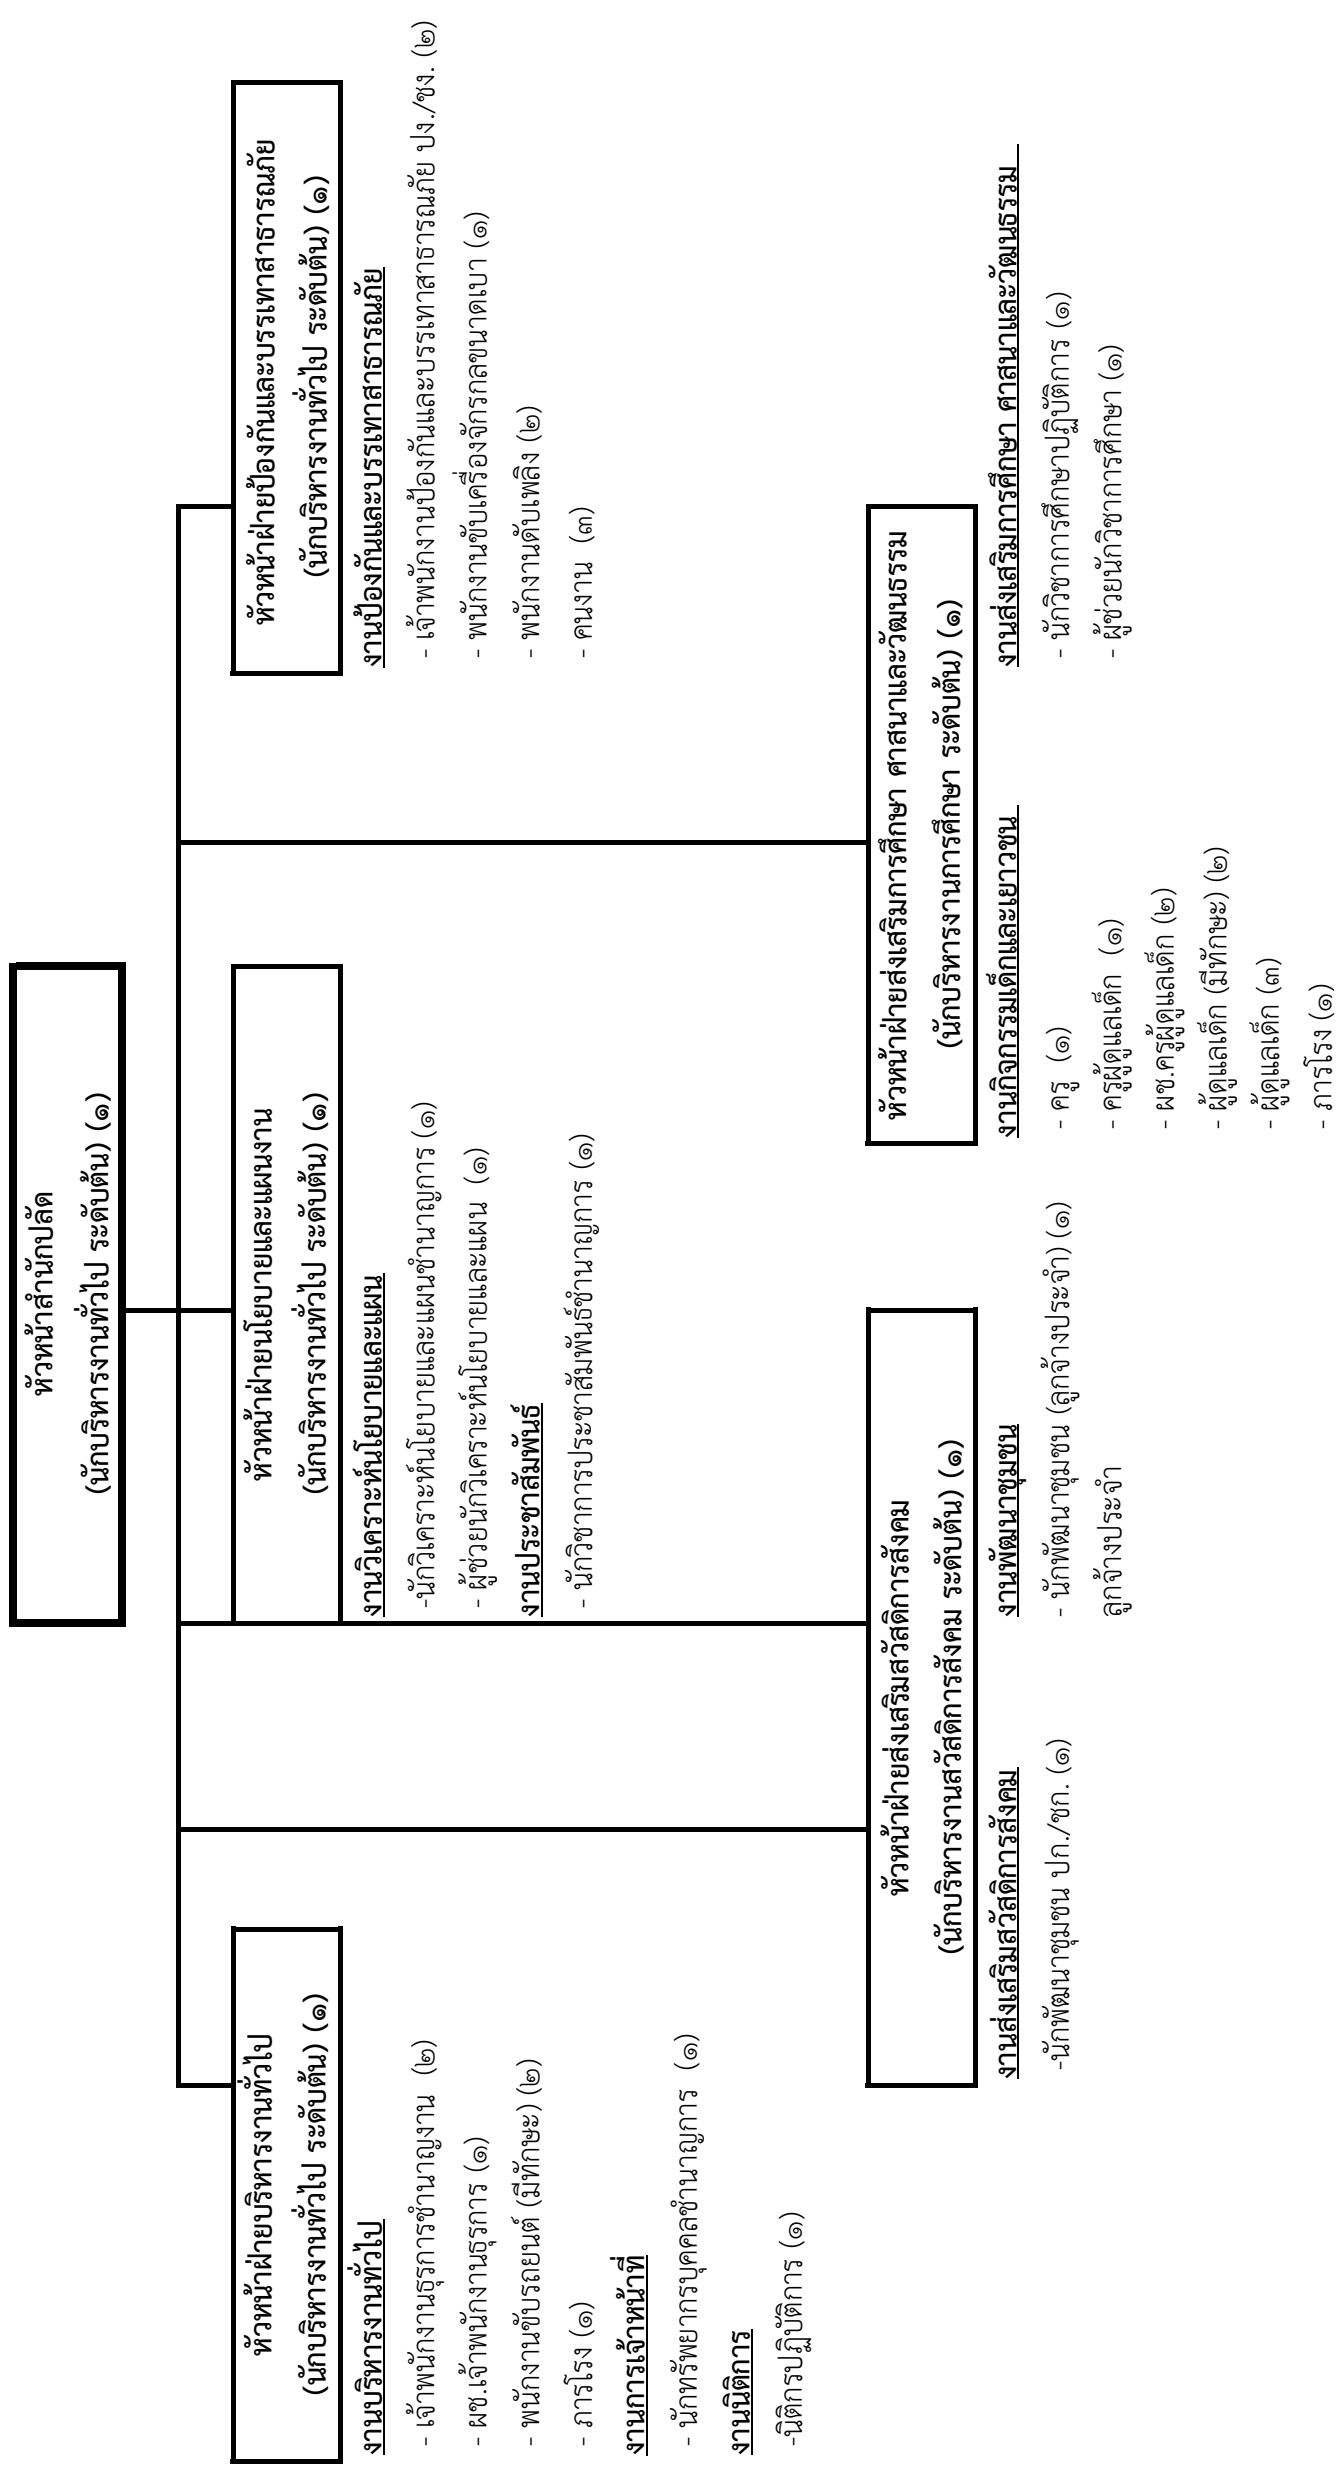 หัวหน้าสำนักปลัด
(นักบริหารงานทั่วไป ระดับต้น) (๑)
หัวหน้าฝ่ายบริหารงานทั่วไป
(นักบริหารงานทั่วไป ระดับต้น) (๑)
งานบริหารงานทั่วไป
- เจ้าพนักงานธุรการชำนาญงาน (๒)
- ผช.เจ้าพนักงานธุรการ (๑)
- พนักงานขับรถยนต์ (มีทักษะ) (๒)
- ภารโรง (๑)
งานการเจ้าหน้าที่
- นักทรัพยากรบุคคลชำนาญการ (๑)
งานนิติการ
-นิติกรปฏิบัติการ (๑)
หัวหน้าฝ่ายนโยบายและแผนงาน
(นักบริหารงานทั่วไป ระดับต้น) (๑)
งานวิเคราะห์นโยบายและแผน
-นักวิเคราะห์นโยบายและแผนชำนาญการ (๑)
- ผู้ช่วยนักวิเคราะห์นโยบายและแผน (๑)
งานประชาสัมพันธ์
- นักวิชาการประชาสัมพันธ์ชำนาญการ (๑)
หัวหน้าฝ่ายป้องกันและบรรเทาสาธารณภัย
(นักบริหารงานทั่วไป ระดับต้น) (๑)
งานป้องกันและบรรเทาสาธารณภัย
- เจ้าพนักงานป้องกันและบรรเทาสาธารณภัย ปง./ชง. (๒)
- พนักงานขับเครื่องจักรกลขนาดเบา (๑)
- พนักงานดับเพลิง (๒)
- คนงาน (๓)
หัวหน้าฝ่ายส่งเสริมสวัสดิการสังคม
(นักบริหารงานสวัสดิการสังคม ระดับต้น) (๑)
งานส่งเสริมสวัสดิการสังคม
-นักพัฒนาชุมชน ปก./ชก. (๑)
งานพัฒนาชุมชน
- นักพัฒนาชุมชน (ลูกจ้างประจำ) (๑)
ลูกจ้างประจำ
หัวหน้าฝ่ายส่งเสริมการศึกษา ศาสนาและวัฒนธรรม
(นักบริหารงานการศึกษา ระดับต้น) (๑)
งานกิจกรรมเด็กและเยาวชน
- ครู (๑)
- ครูผู้ดูแลเด็ก (๑)
- ผช.ครูผู้ดูแลเด็ก (๒)
- ผู้ดูแลเด็ก (มีทักษะ) (๒)
- ผู้ดูแลเด็ก (๓)
- ภารโรง (๑)
งานส่งเสริมการศึกษา ศาสนาและวัฒนธรรม
- นักวิชาการศึกษาปฏิบัติการ (๑)
- ผู้ช่วยนักวิชาการศึกษา (๑)